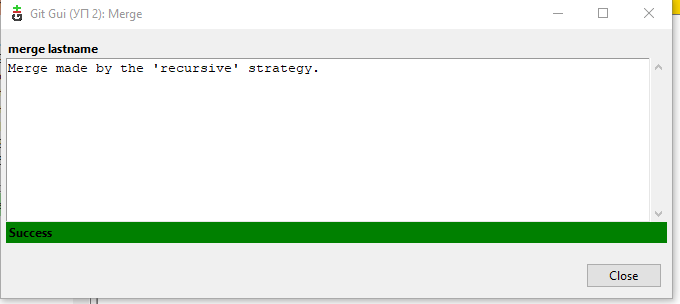 Git Gui (УП 2): Merge
merge lastname
Merge made by the 'recursive' strategy.
Success
Close